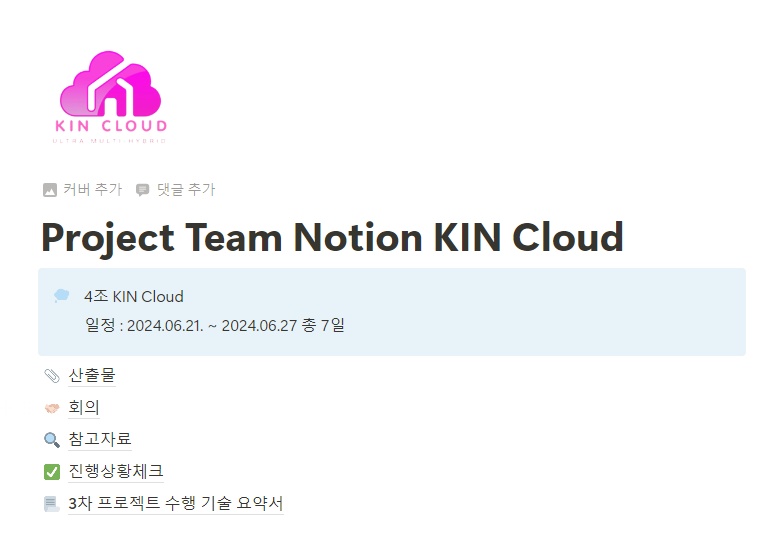 KIN CLOUD
ULTRA MULTI HYBRID
커버 추가 댓글 추가
Project Team Notion KIN Cloud
4조 KIN Cloud
일정 : 2024.06.21. ~ 2024.06.27 총 7일
산출물
회의
참고자료
진행상황체크
3차 프로젝트 수행 기술 요약서